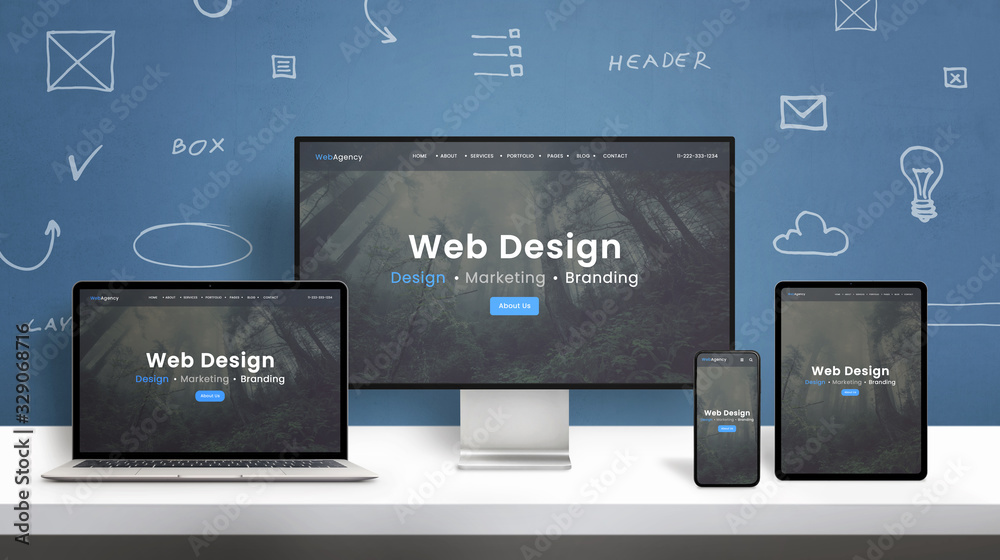 HEADER
BOX
LAY
WebAgency
HOME • ABOUT • SERVICES • PORTFOLIO • PAGES • BLOG • CONTACT
11-222-333-1234
Web Design
Design • Marketing • Branding
About Us
WebAgency
HOME • ABOUT • SERVICES • PORTFOLIO • PAGES • BLOG • CONTACT
11-222-333-1234
Web Design
Design • Marketing • Branding
About Us
WebAgency
Web Design
Design • Marketing • Branding
About Us
WebAgency
Web Design
Design • Marketing • Branding
About Us
Adobe Stock | #329068716
Adobe Stock